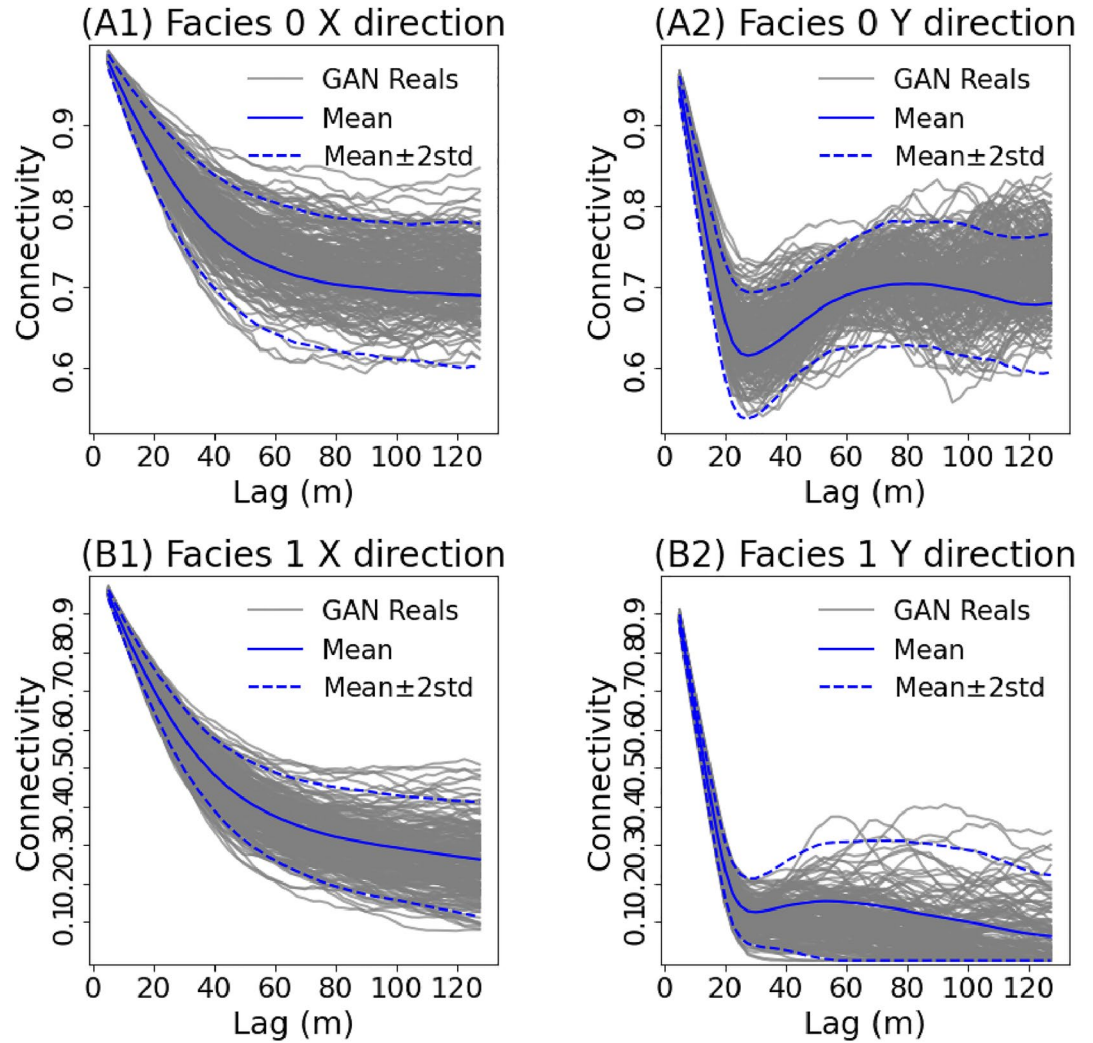 (A1) Facies 0 X direction
GAN Reals
Mean
Mean±2std
Connectivity
0.9
0.8
0.7
0.6
0 20 40 60 80 100 120
Lag (m)
(A2) Facies 0 Y direction
GAN Reals
Mean
Mean±2std
Connectivity
0.9
0.8
0.7
0.6
0 20 40 60 80 100 120
Lag (m)
(B1) Facies 1 X direction
GAN Reals
Mean
Mean±2std
Connectivity
0.10.20.30.40.50.60.70.80.9
0 20 40 60 80 100 120
Lag (m)
(B2) Facies 1 Y direction
GAN Reals
Mean
Mean±2std
Connectivity
0.10.20.30.40.50.60.70.80.9
0 20 40 60 80 100 120
Lag (m)